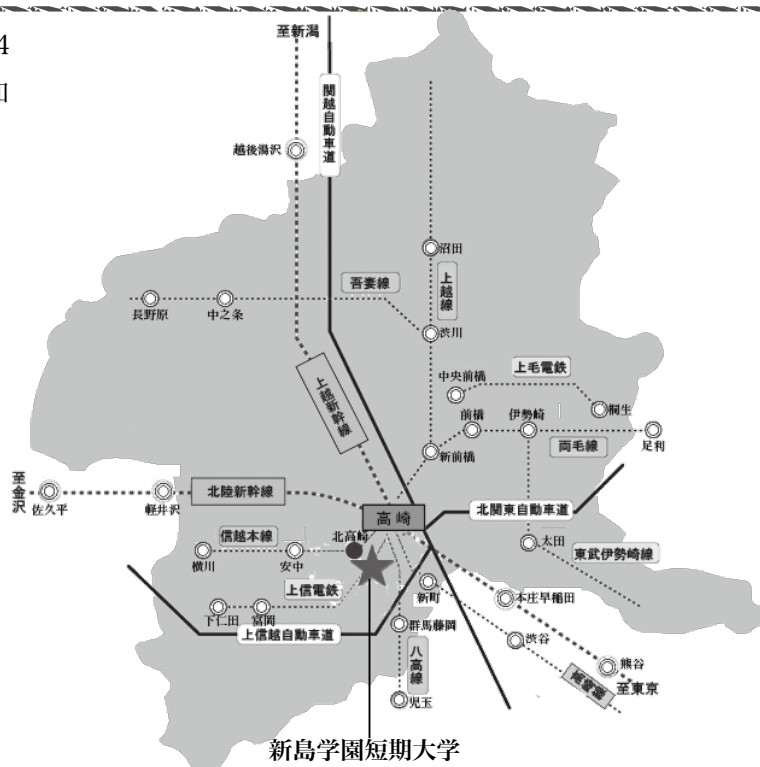 4
至新潟
関越自動車道
越後湯沢
沼田
上越線
吾妻線
長野原
中之条
渋川
中央前橋
上毛電鉄
桐生
前橋
伊勢崎
足利
両毛線
新前橋
上越新幹線
至金沢
佐久平
軽井沢
北陸新幹線
高崎
北関東自動車道
信越本線
北高崎
横川
安中
太田
東武伊勢崎線
上信電鉄
新町
本庄早稲田
下仁田
富岡
上信越自動車道
群馬藤岡
渋谷
八高線
熊谷
至東京
児玉
新島学園短期大学